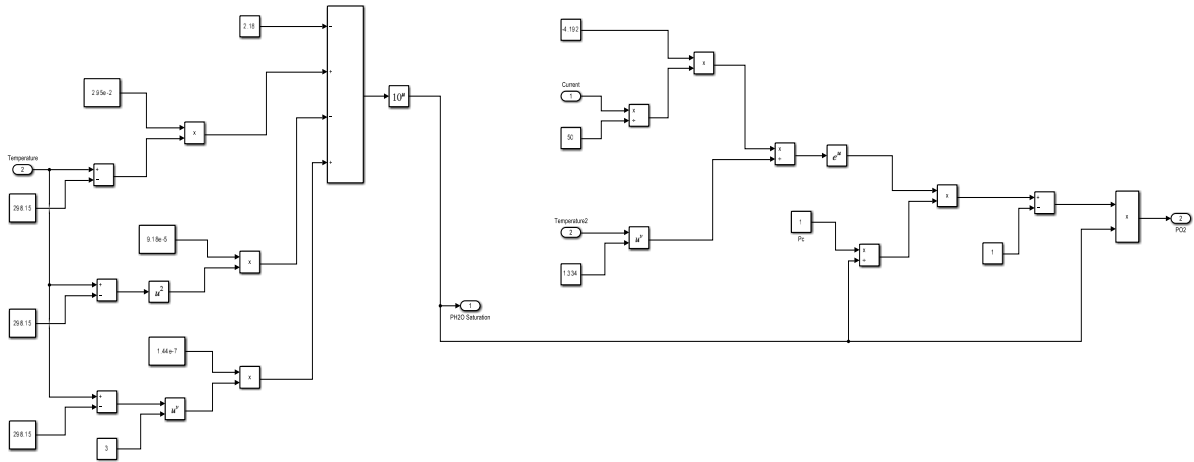 2.18
-
+
-
+
10^u
2.95e-2
x
Temperature
2
+
-
298.15
9.18e-5
x
+
-
u^2
298.15
1.44e-7
x
+
-
u^v
298.15
3
1
PH2O Saturation
-4.192
x
Current
1
x
÷
50
x
÷
e^u
Temperature2
2
u^v
1.334
1
Pc
x
÷
x
+
-
1
x
2
PO2